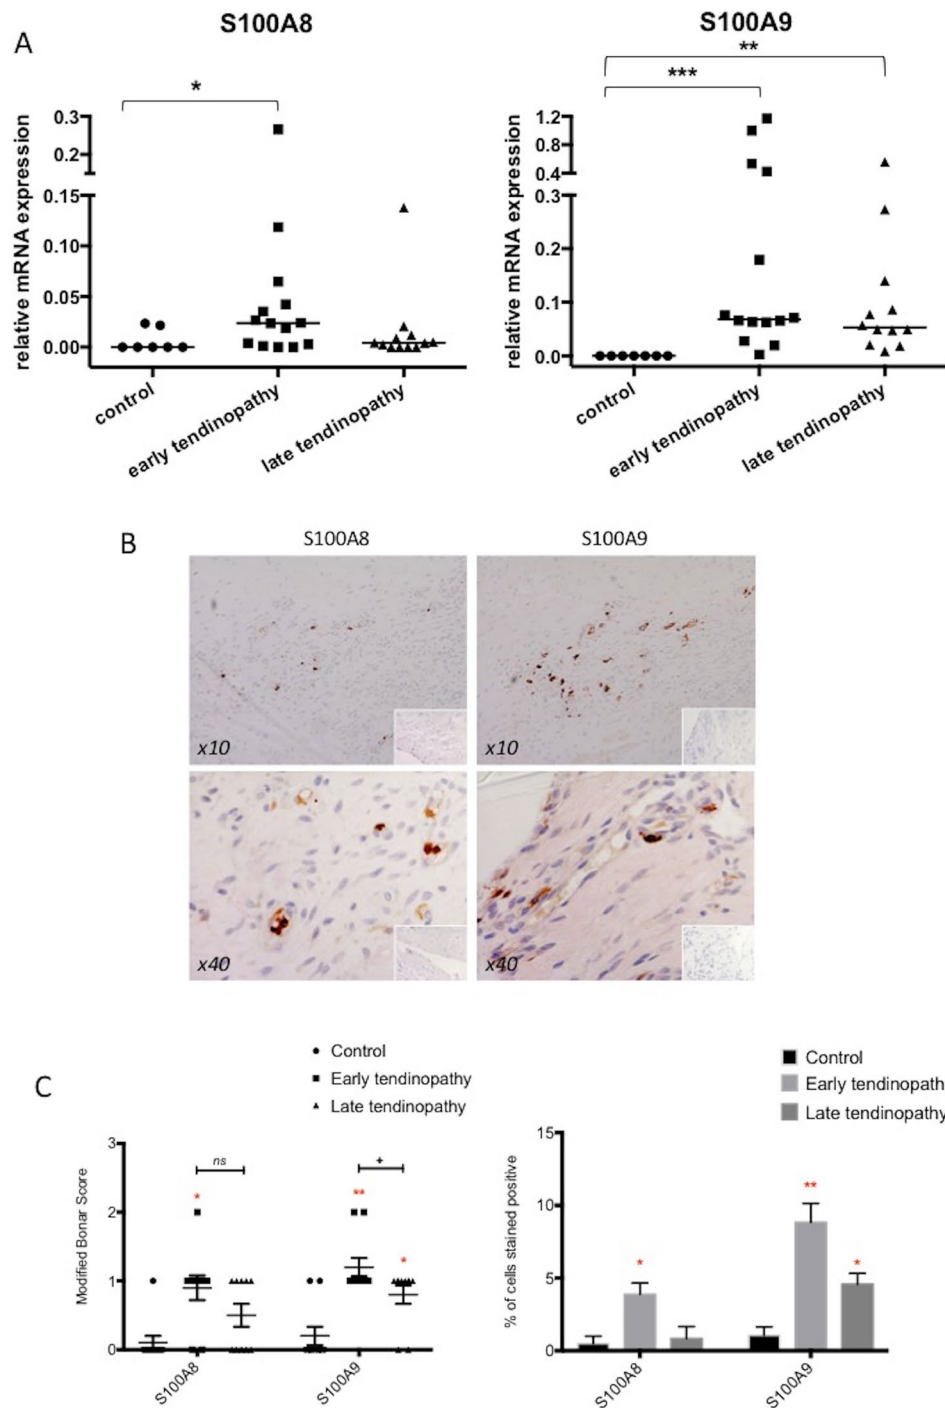 A
S100A8
S100A9
*
**
***
relative mRNA expression
0.3
0.2
0.15
0.10
0.05
0.00
control
early tendinopathy
late tendinopathy
relative mRNA expression
1.2
0.8
0.4
0.3
0.2
0.1
0.0
control
early tendinopathy
late tendinopathy
B
S100A8
S100A9
x10
x10
x40
x40
C
Control
Early tendinopathy
Late tendinopathy
Modified Bonar Score
3
2
1
0
ns
+
*
**
*
S100A8
S100A9
Control
Early tendinopath
Late tendinopathy
% of cells stained positive
15
10
5
0
*
**
*
S100A8
S100A9